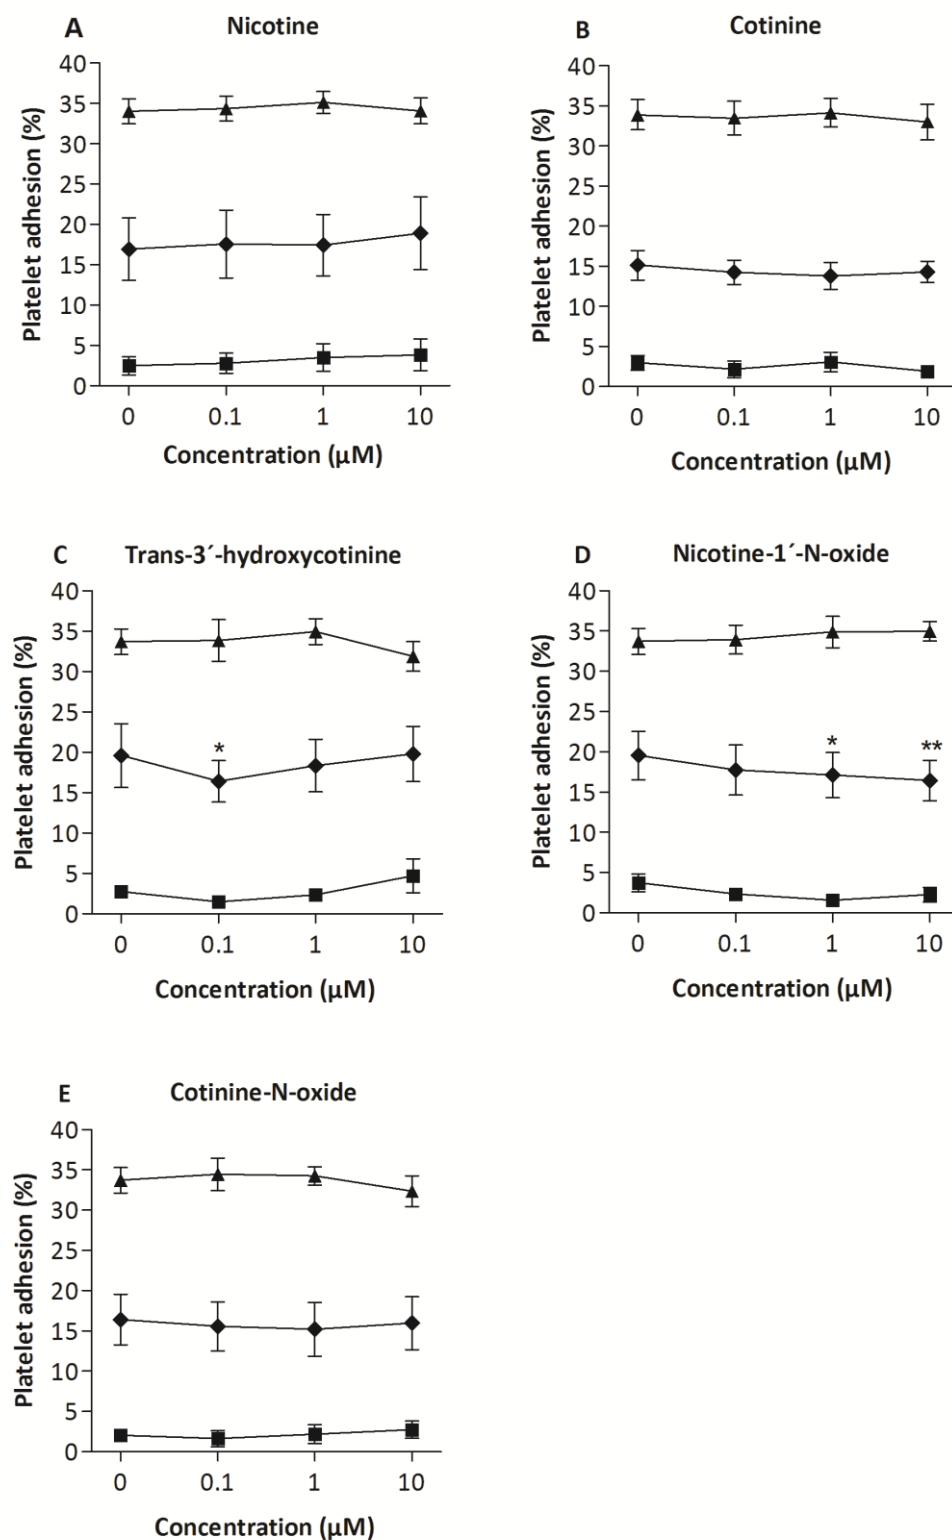 A Nicotine
Platelet adhesion (%)
40
35
30
25
20
15
10
5
0
0 0.1 1 10
Concentration (µM)
B Cotinine
Platelet adhesion (%)
40
35
30
25
20
15
10
5
0
0 0.1 1 10
Concentration (µM)
C Trans-3´-hydroxycotinine
Platelet adhesion (%)
40
35
30
25
20
15
10
5
0
*
0 0.1 1 10
Concentration (µM)
D Nicotine-1´-N-oxide
Platelet adhesion (%)
40
35
30
25
20
15
10
5
0
* **
0 0.1 1 10
Concentration (µM)
E Cotinine-N-oxide
Platelet adhesion (%)
40
35
30
25
20
15
10
5
0
0 0.1 1 10
Concentration (µM)